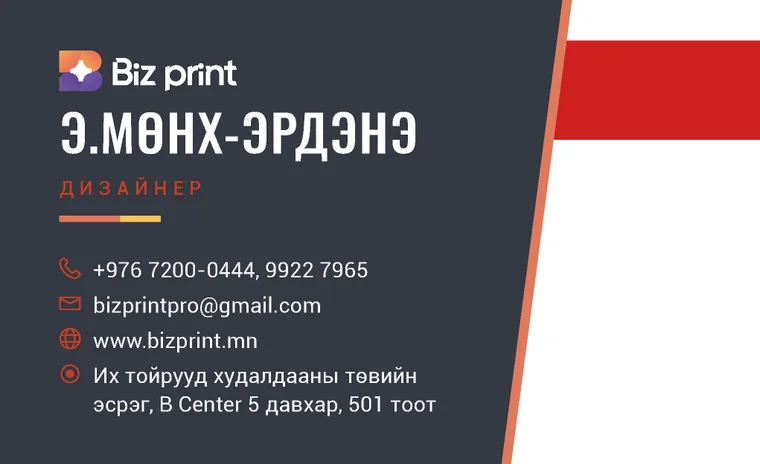 Biz print
Э.МӨНХ-ЭРДЭНЭ
ДИЗАЙНЕР
+976 7200-0444, 9922 7965
bizprintpro@gmail.com
www.bizprint.mn
Их тойрууд худалдааны төвийн
эсрэг, B Center 5 давхар, 501 тоот